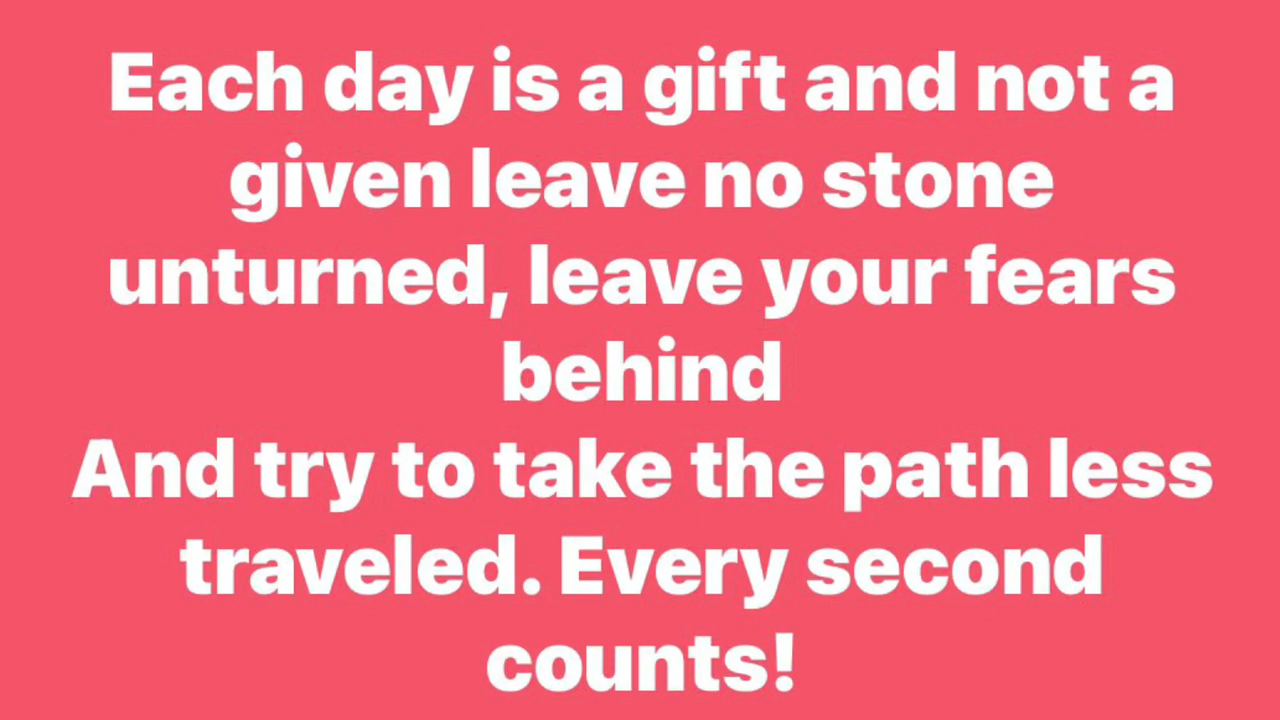 Each day is a gift and not a
given leave no stone
unturned, leave your fears
behind
And try to take the path less
traveled. Every second
counts!